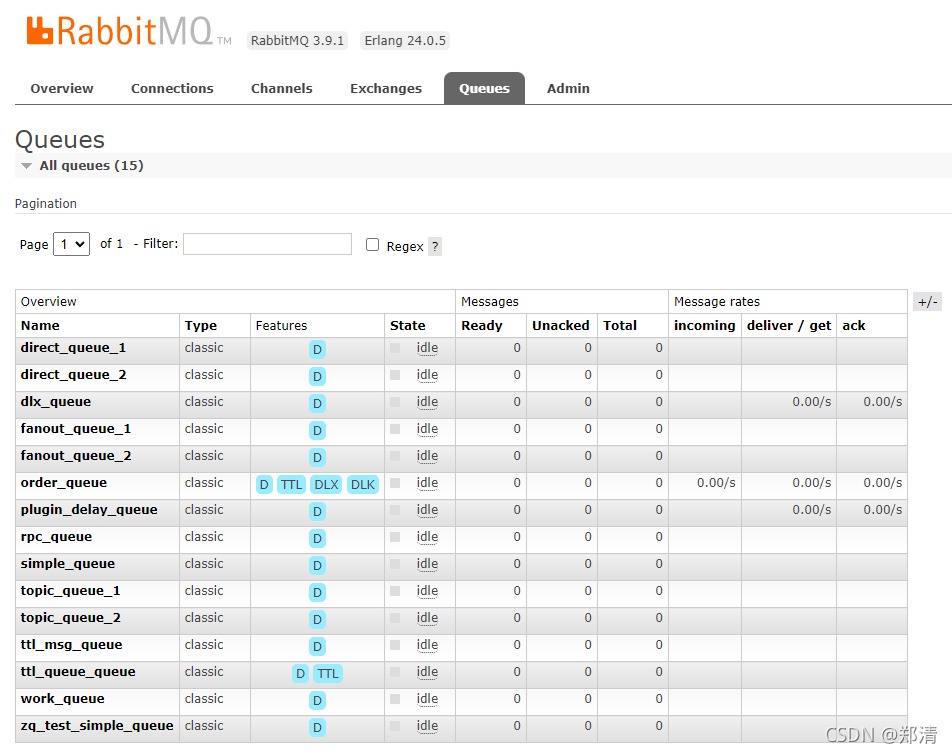 RabbitMQ TM RabbitMQ 3.9.1 Erlang 24.0.5
Overview Connections Channels Exchanges Queues Admin
Queues
All queues (15)
Pagination
Page 1 of 1 - Filter: Regex ?
Overview Messages Message rates +/-
Name Type Features State Ready Unacked Total incoming deliver / get ack
direct_queue_1 classic D idle 0 0 0
direct_queue_2 classic D idle 0 0 0
dlx_queue classic D idle 0 0 0 0.00/s 0.00/s
fanout_queue_1 classic D idle 0 0 0
fanout_queue_2 classic D idle 0 0 0
order_queue classic D TTL DLX DLK idle 0 0 0 0.00/s 0.00/s 0.00/s
plugin_delay_queue classic D idle 0 0 0 0.00/s 0.00/s
rpc_queue classic D idle 0 0 0
simple_queue classic D idle 0 0 0
topic_queue_1 classic D idle 0 0 0
topic_queue_2 classic D idle 0 0 0
ttl_msg_queue classic D idle 0 0 0
ttl_queue_queue classic D TTL idle 0 0 0
work_queue classic D idle 0 0 0
zq_test_simple_queue classic D idle 0 0 0
CSDN @郑清